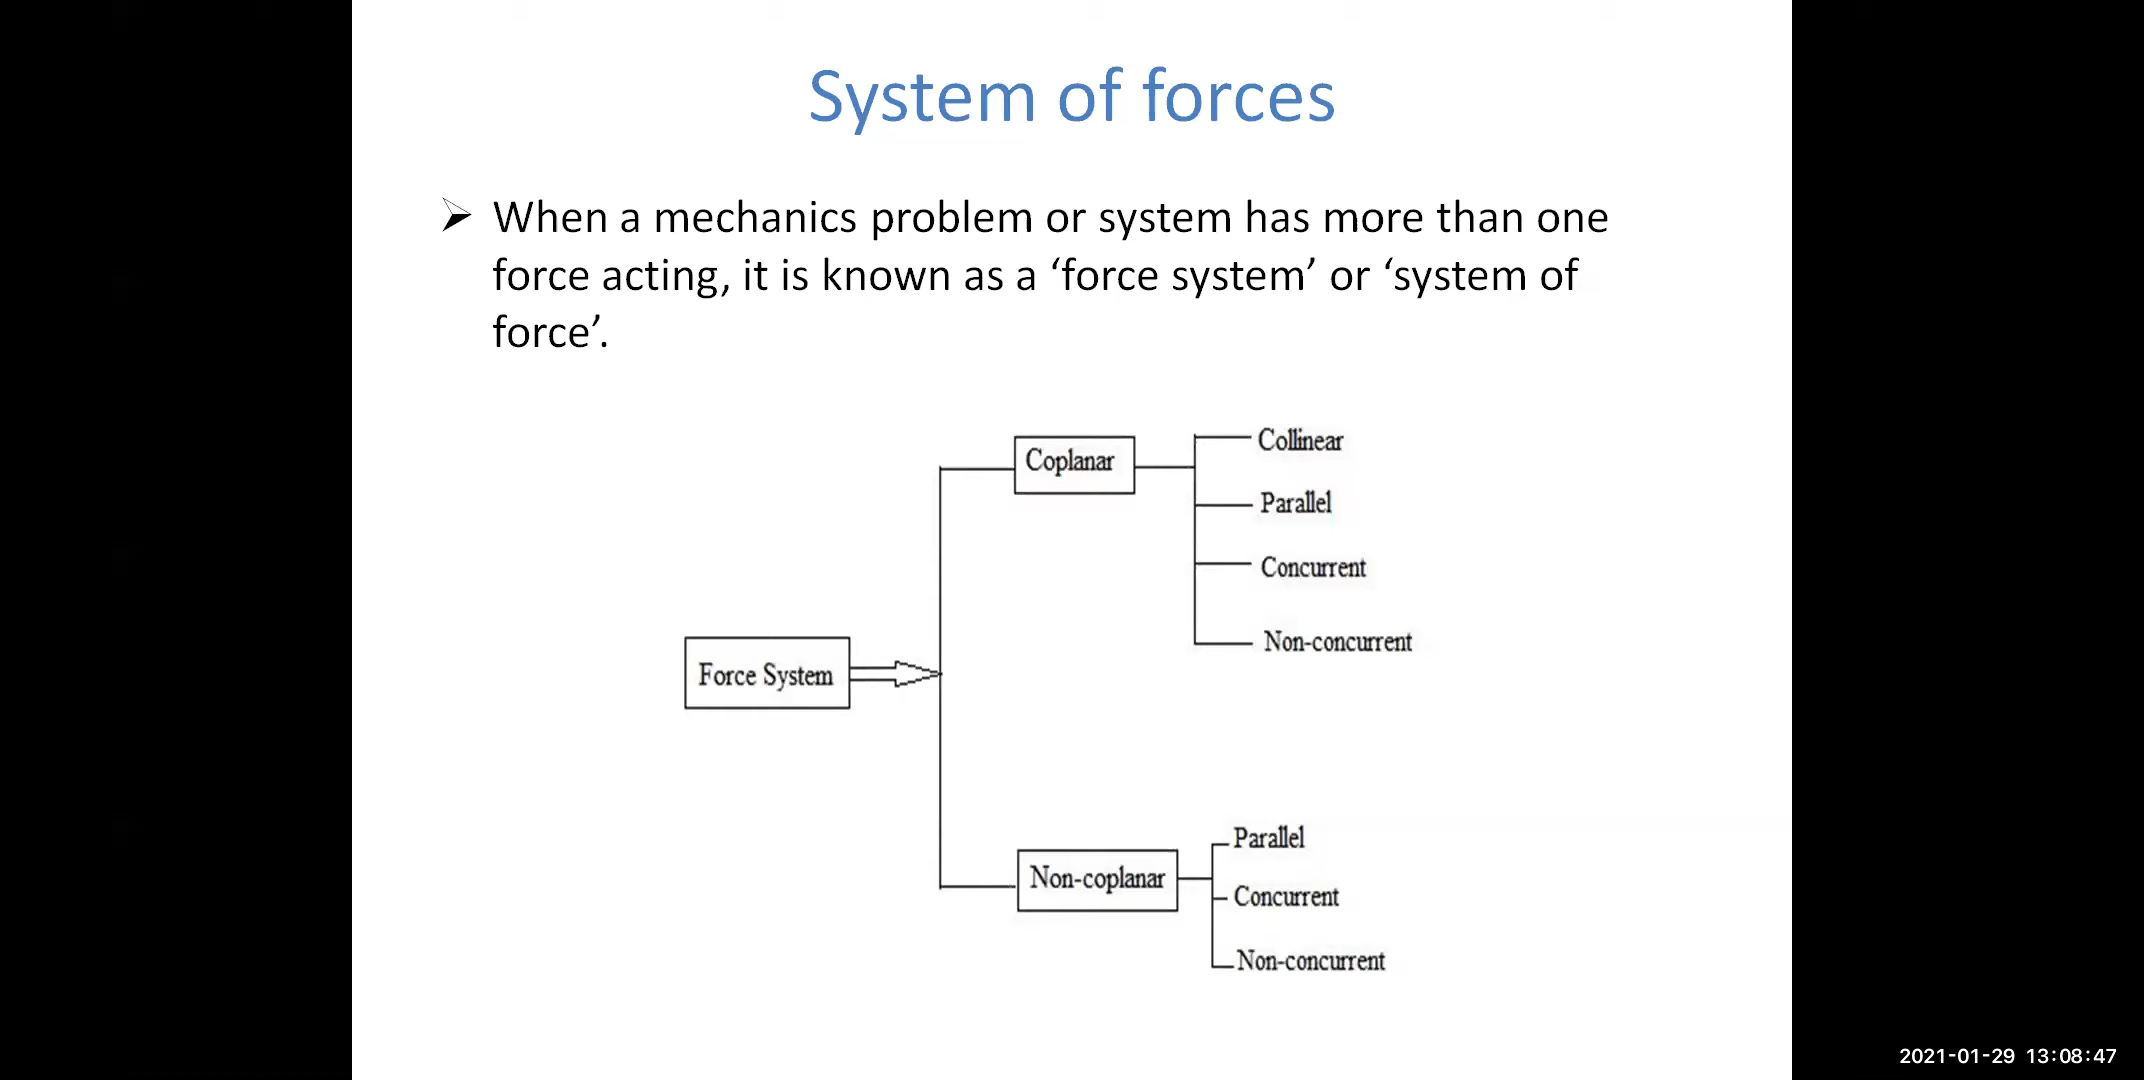 System of forces
When a mechanics problem or system has more than one
force acting, it is known as a ‘force system’ or ‘system of
force’.
Collinear
Coplanar
Parallel
Concurrent
Non-concurrent
Force System
Parallel
Non-coplanar
Concurrent
Non-concurrent
2021-01-29 13:08:47